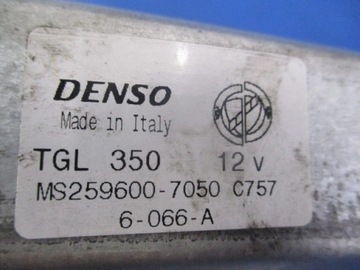 DENSO
Made in Italy
TGL 350 12 v
MS259600-7050 C757
6-066-A